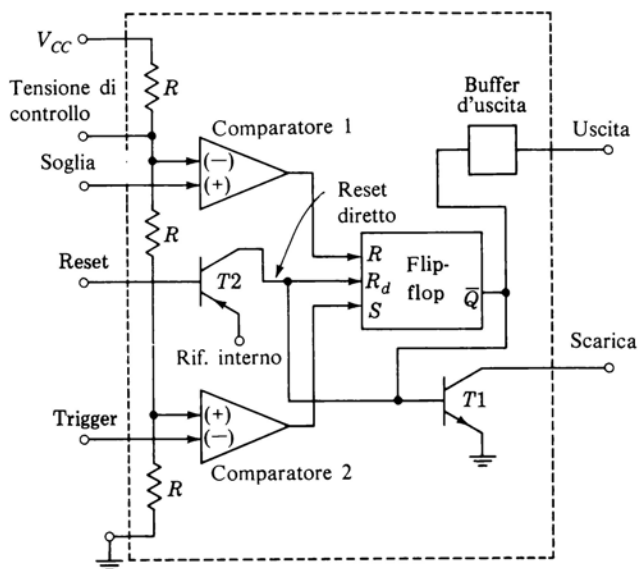 V_CC
Tensione di
controllo
Soglia
Reset
Trigger
R
R
R
Comparatore 1
(−)
(+)
T2
Rif. interno
(+)
(−)
Comparatore 2
Reset
diretto
R
R_d
S
Flip-
flop
Q̅
Buffer
d'uscita
Uscita
Scarica
T1